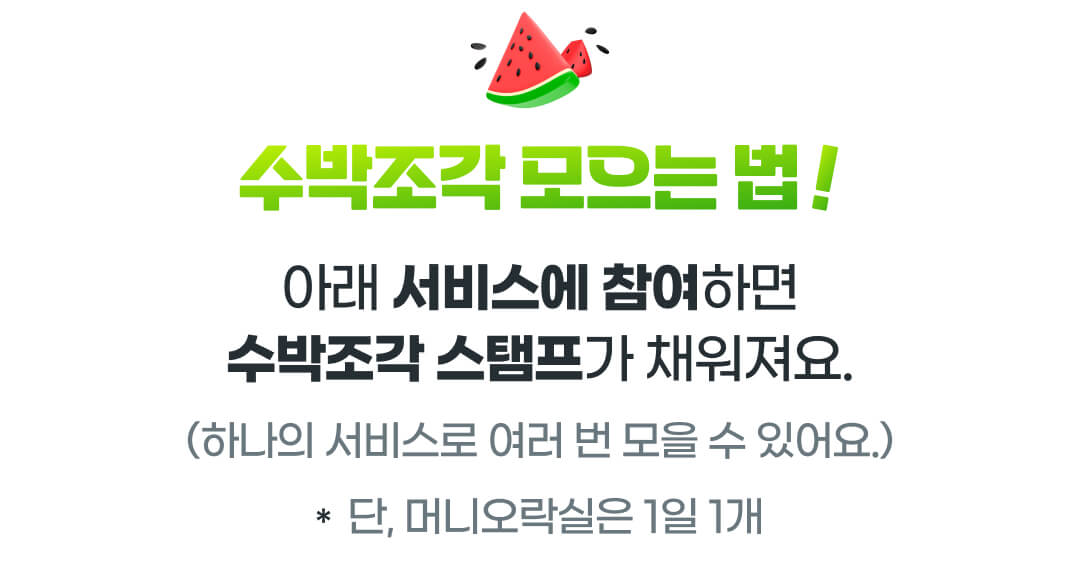 수박조각 모으는 법!
아래 서비스에 참여하면
수박조각 스탬프가 채워져요.
(하나의 서비스로 여러 번 모을 수 있어요.)
* 단, 머니오락실은 1일 1개